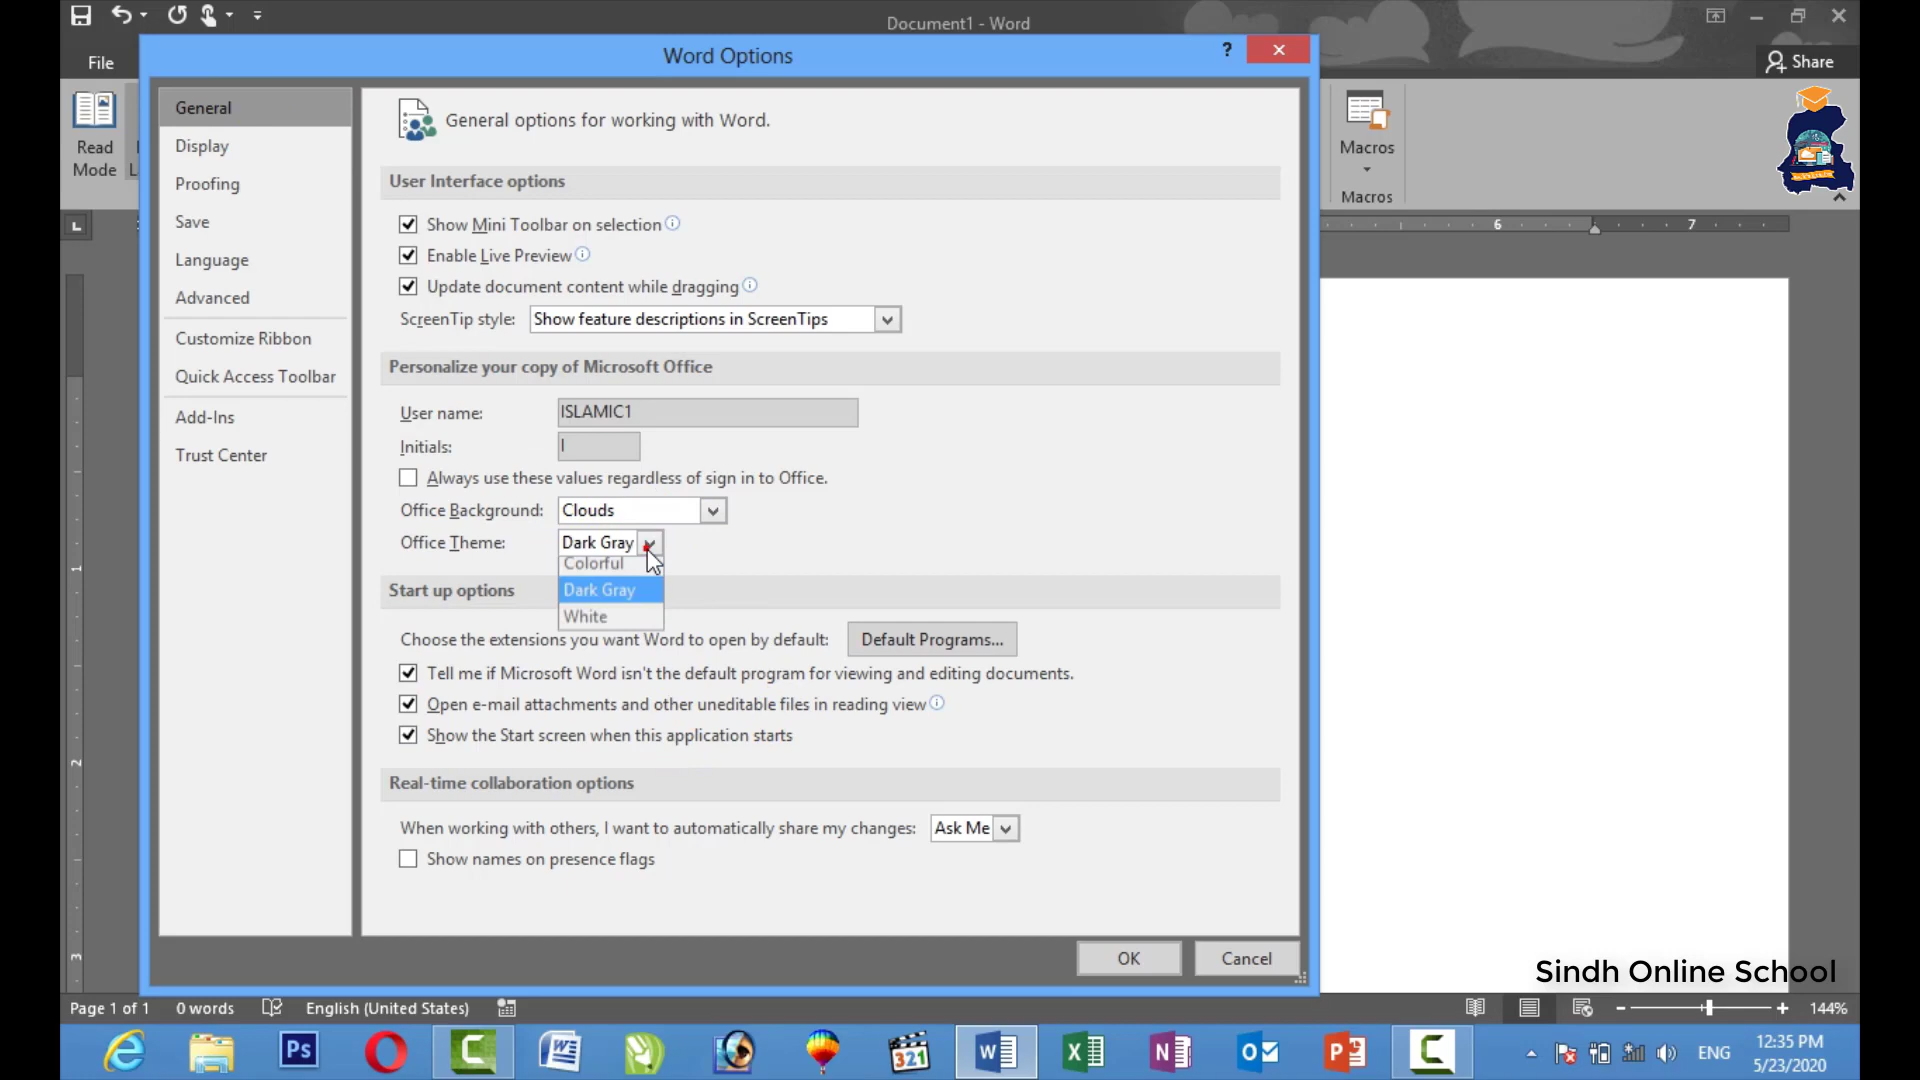 Document1 - Word
Word Options
?
File
Share
General
Display
Proofing
Save
Language
Advanced
Customize Ribbon
Quick Access Toolbar
Add-Ins
Trust Center
Read
Mode
L
Macros
Macros
6
7
General options for working with Word.
User Interface options
Show Mini Toolbar on selection
Enable Live Preview
Update document content while dragging
ScreenTip style: Show feature descriptions in ScreenTips
Personalize your copy of Microsoft Office
User name: ISLAMIC1
Initials: I
Always use these values regardless of sign in to Office.
Office Background: Clouds
Office Theme: Dark Gray
Colorful
Dark Gray
White
Start up options
Choose the extensions you want Word to open by default: Default Programs...
Tell me if Microsoft Word isn't the default program for viewing and editing documents.
Open e-mail attachments and other uneditable files in reading view
Show the Start screen when this application starts
Real-time collaboration options
When working with others, I want to automatically share my changes: Ask Me
Show names on presence flags
1
2
3
OK
Cancel
Sindh Online School
Page 1 of 1
0 words
English (United States)
144%
Ps
321
ENG
12:35 PM
5/23/2020